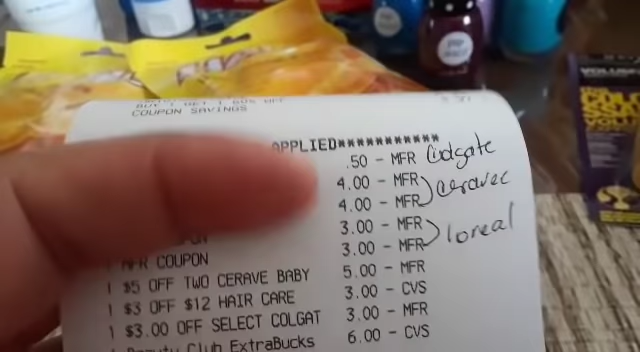 COUPON SAVINGS
APPLIED***********
.50 - MFR Colgate
4.00 - MFR
4.00 - MFR Cerave
3.00 - MFR
3.00 - MFR loreal
1 MFR COUPON 5.00 - MFR
1 $5 OFF TWO CERAVE BABY 3.00 - CVS
1 $3 OFF $12 HAIR CARE 3.00 - MFR
1 $3.00 OFF SELECT COLGAT 6.00 - CVS
Club ExtraBucks